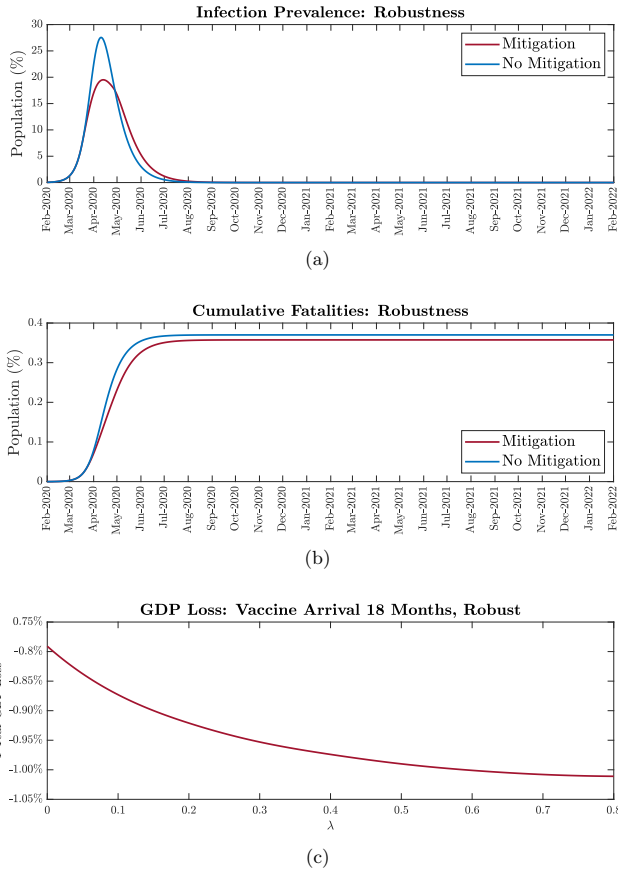 Infection Prevalence: Robustness
Population (%)
30
25
20
15
10
5
0
Mitigation
No Mitigation
Feb-2020
Mar-2020
Apr-2020
May-2020
Jun-2020
Jul-2020
Aug-2020
Sep-2020
Oct-2020
Nov-2020
Dec-2020
Jan-2021
Feb-2021
Mar-2021
Apr-2021
May-2021
Jun-2021
Jul-2021
Aug-2021
Sep-2021
Oct-2021
Nov-2021
Dec-2021
Jan-2022
Feb-2022
(a)
Cumulative Fatalities: Robustness
Population (%)
0.4
0.3
0.2
0.1
0
Mitigation
No Mitigation
Feb-2020
Mar-2020
Apr-2020
May-2020
Jun-2020
Jul-2020
Aug-2020
Sep-2020
Oct-2020
Nov-2020
Dec-2020
Jan-2021
Feb-2021
Mar-2021
Apr-2021
May-2021
Jun-2021
Jul-2021
Aug-2021
Sep-2021
Oct-2021
Nov-2021
Dec-2021
Jan-2022
Feb-2022
(b)
GDP Loss: Vaccine Arrival 18 Months, Robust
0.75%
-0.8%
-0.85%
-0.90%
-0.95%
-1.00%
-1.05%
0 0.1 0.2 0.3 0.4 0.5 0.6 0.7 0.8
λ
(c)